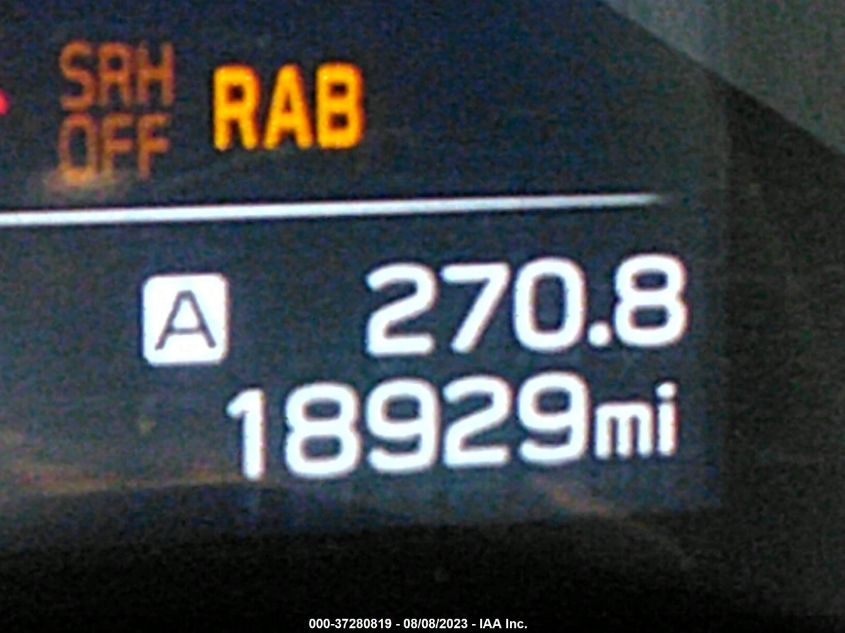 SRH
OFF
RAB
A 270.8
18929mi
000-37280819 - 08/08/2023 - IAA Inc.